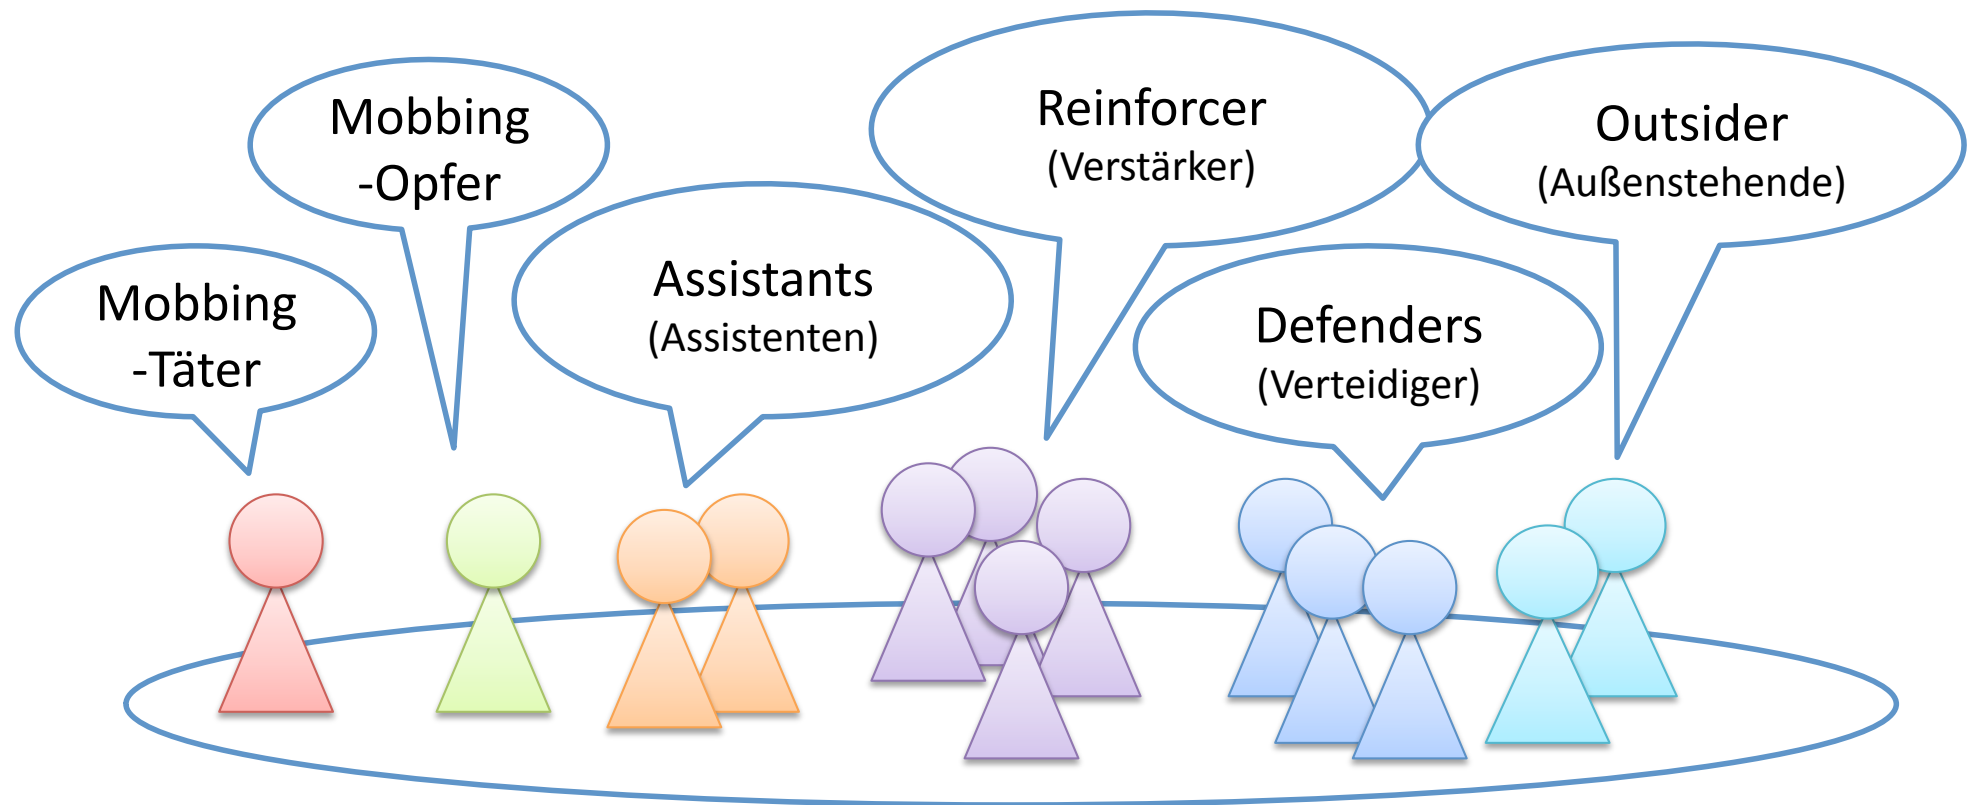 Mobbing
-Täter
Mobbing
-Opfer
Assistants
(Assistenten)
Reinforcer
(Verstärker)
Defenders
(Verteidiger)
Outsider
(Außenstehende)